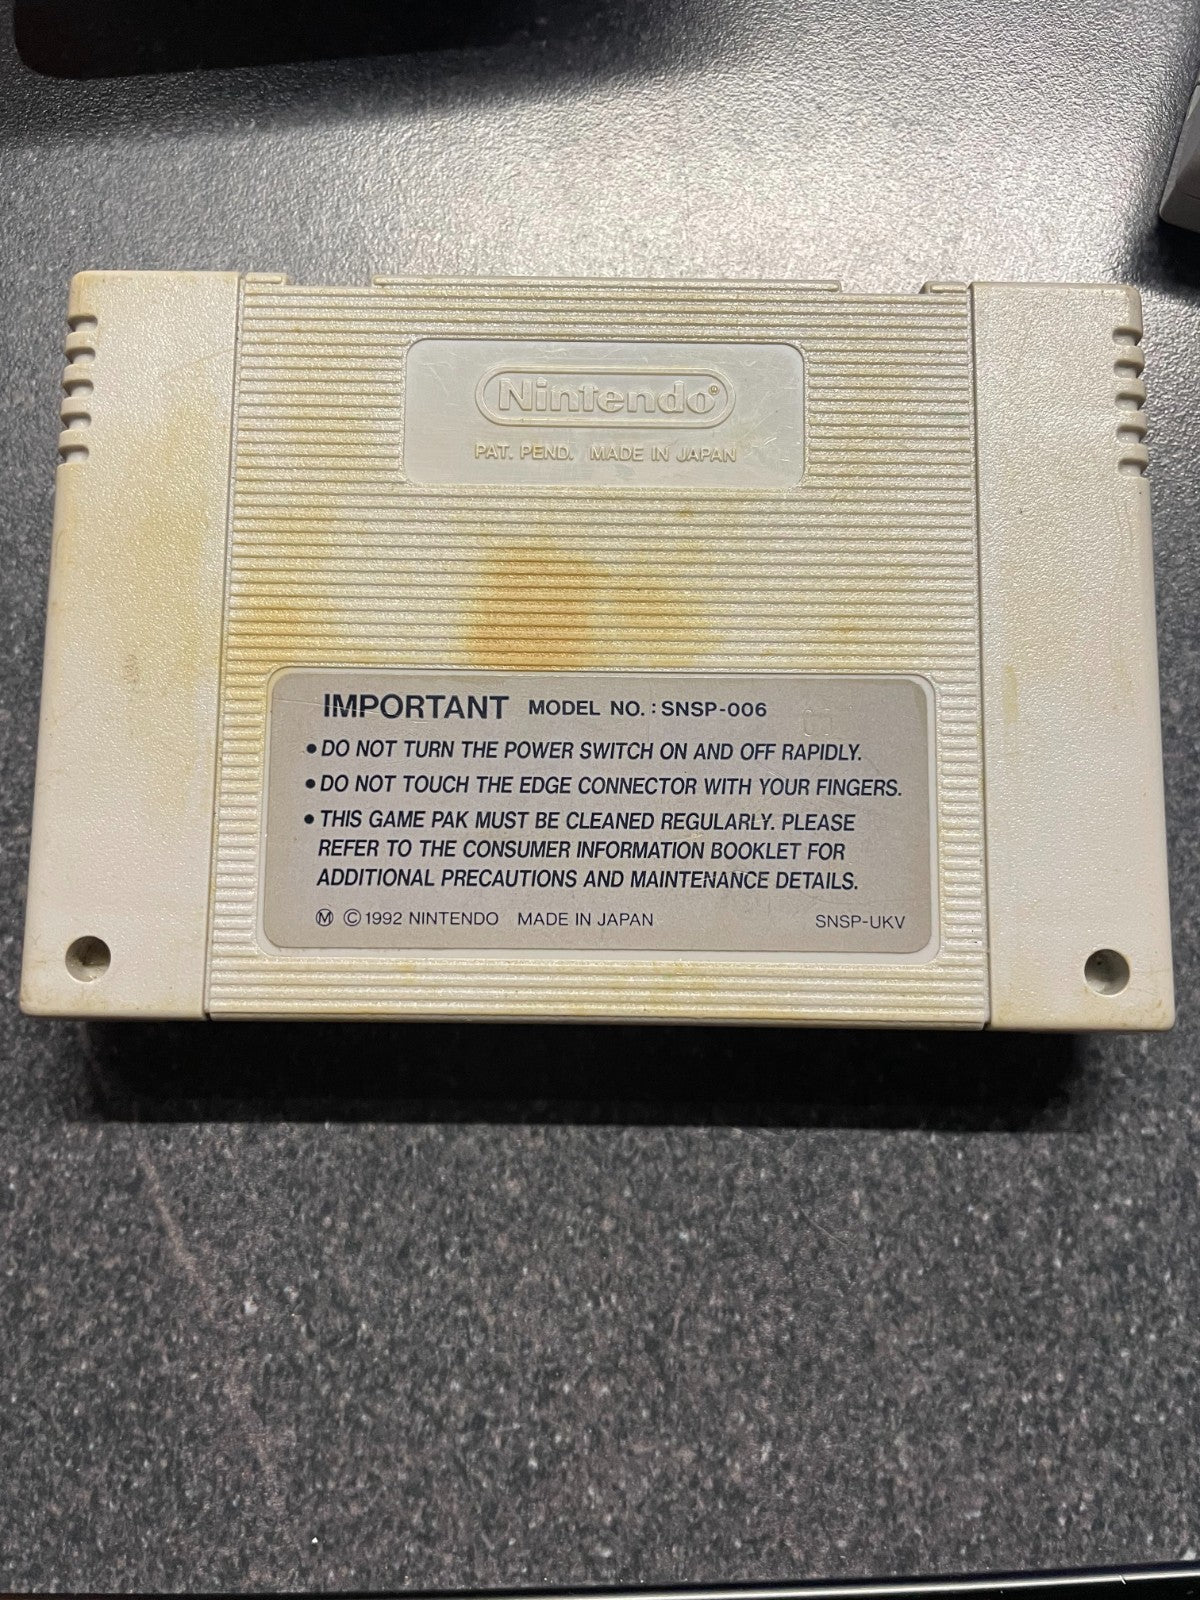 Nintendo®
PAT. PEND. MADE IN JAPAN
IMPORTANT MODEL NO. : SNSP-006
• DO NOT TURN THE POWER SWITCH ON AND OFF RAPIDLY.
• DO NOT TOUCH THE EDGE CONNECTOR WITH YOUR FINGERS.
• THIS GAME PAK MUST BE CLEANED REGULARLY. PLEASE
REFER TO THE CONSUMER INFORMATION BOOKLET FOR
ADDITIONAL PRECAUTIONS AND MAINTENANCE DETAILS.
Ⓜ © 1992 NINTENDO MADE IN JAPAN SNSP-UKV